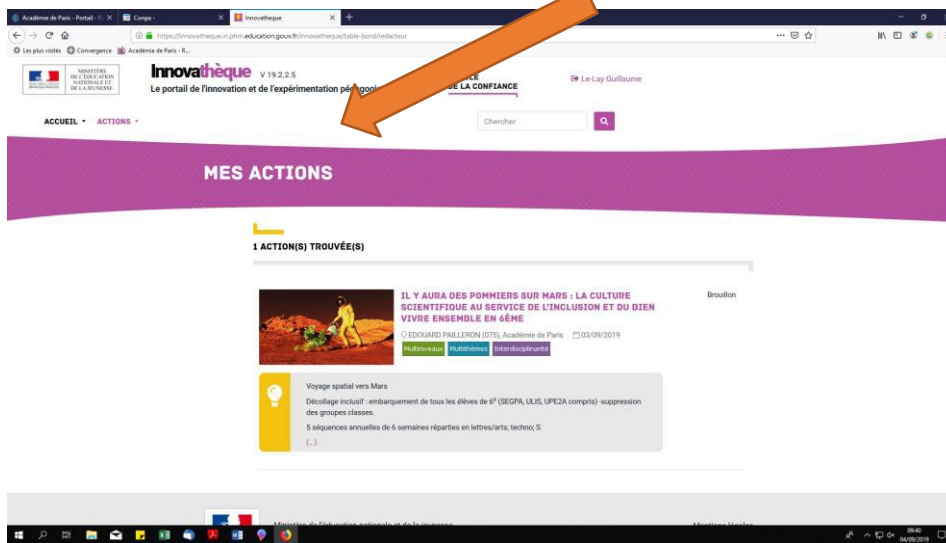 Académie de Paris - Portail - A
Conpa -
Innovatheque
https://innovatheque.in.phm.education.gouv.fr/innovatheque/table-bord/redacteur
Les plus visités Convergence Académie de Paris - R...
MINISTÈRE
DE L'ÉDUCATION
NATIONALE ET
DE LA JEUNESSE
Innovathèque V 19.2.2.5
Le portail de l'innovation et de l'expérimentation
DE LA CONFIANCE
Le-Lay Guillaume
ACCUEIL ACTIONS
Chercher
MES ACTIONS
1 ACTION(S) TROUVÉE(S)
IL Y AURA DES POMMIERS SUR MARS : LA CULTURE
SCIENTIFIQUE AU SERVICE DE L'INCLUSION ET DU BIEN
VIVRE ENSEMBLE EN 6ÈME
Brouillon
EDOUARD PAILLERON (075), Académie de Paris 03/09/2019
Multiniveaux Multithèmes Interdisciplinarité
Voyage spatial vers Mars
Décollage inclusif : embarquement de tous les élèves de 6e (SEGPA, ULIS, UPE2A compris) -suppression
des groupes classes.
5 séquences annuelles de 6 semaines réparties en lettres/arts; techno; S
(...)
Ministère de l'éducation nationale et de la jeunesse
Mentions légales
09:40
04/09/2019